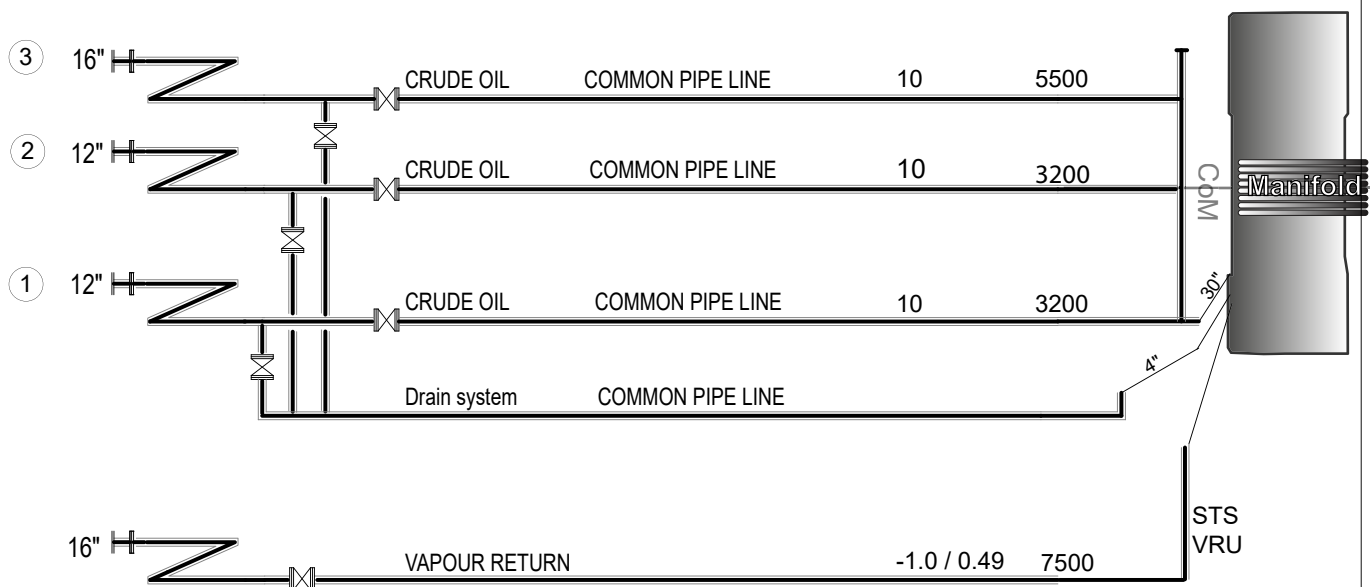 3 16" CRUDE OIL COMMON PIPE LINE 10 5500
2 12" CRUDE OIL COMMON PIPE LINE 10 3200
CoM
Manifold
1 12" CRUDE OIL COMMON PIPE LINE 10 3200
30"
4"
Drain system COMMON PIPE LINE
STS
VRU
16" VAPOUR RETURN -1.0 / 0.49 7500